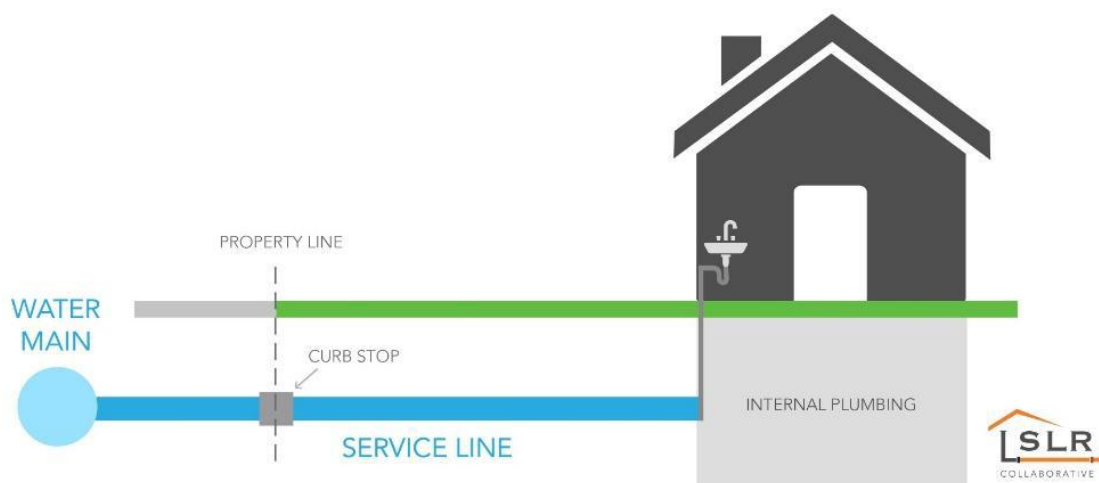 PROPERTY LINE
WATER
MAIN
CURB STOP
SERVICE LINE
INTERNAL PLUMBING
LSLR
COLLABORATIVE